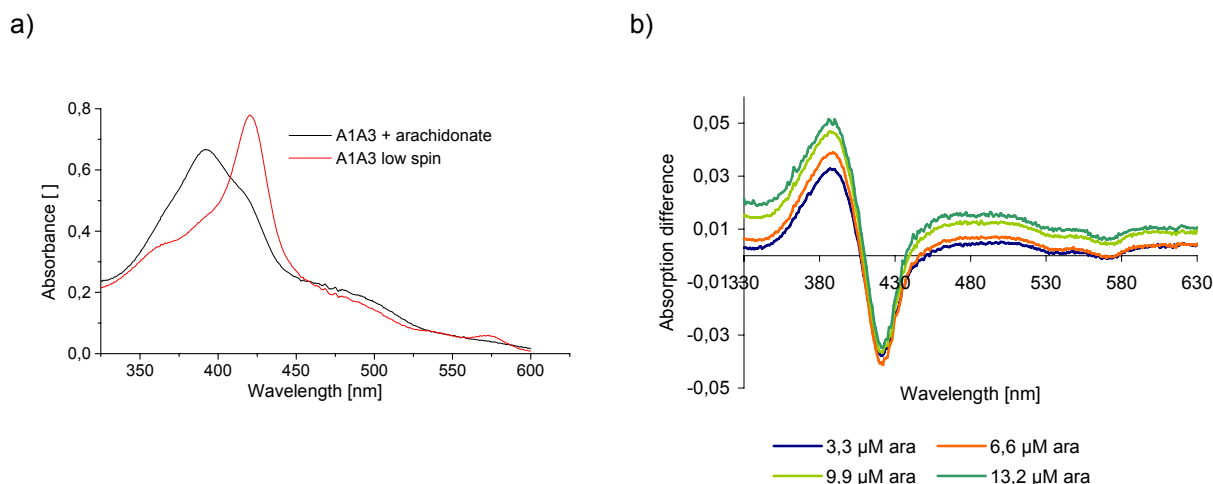 a)
0,8
0,6
0,4
0,2
0,0
Absorbance [ ]
350 400 450 500 550 600
Wavelength [nm]
A1A3 + arachidonate
A1A3 low spin
b)
0,05
0,03
0,01
-0,01
-0,03
-0,05
Absorption difference
330 380 430 480 530 580 630
Wavelength [nm]
3,3 µM ara 6,6 µM ara
9,9 µM ara 13,2 µM ara